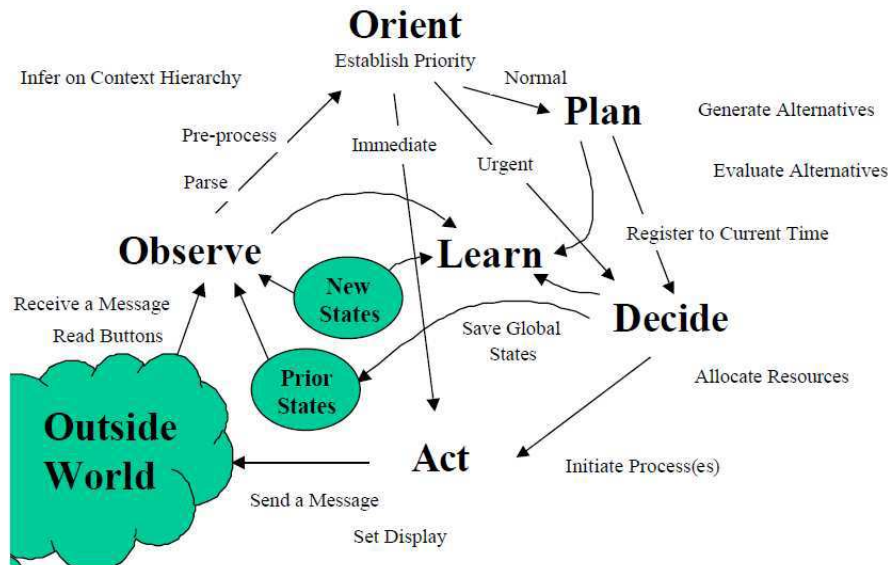 Orient
Establish Priority
Infer on Context Hierarchy
Normal
Plan
Generate Alternatives
Pre-process
Immediate
Urgent
Evaluate Alternatives
Parse
Observe
Learn
Register to Current Time
New
States
Receive a Message
Read Buttons
Save Global
States
Decide
Prior
States
Allocate Resources
Outside
World
Act
Initiate Process(es)
Send a Message
Set Display